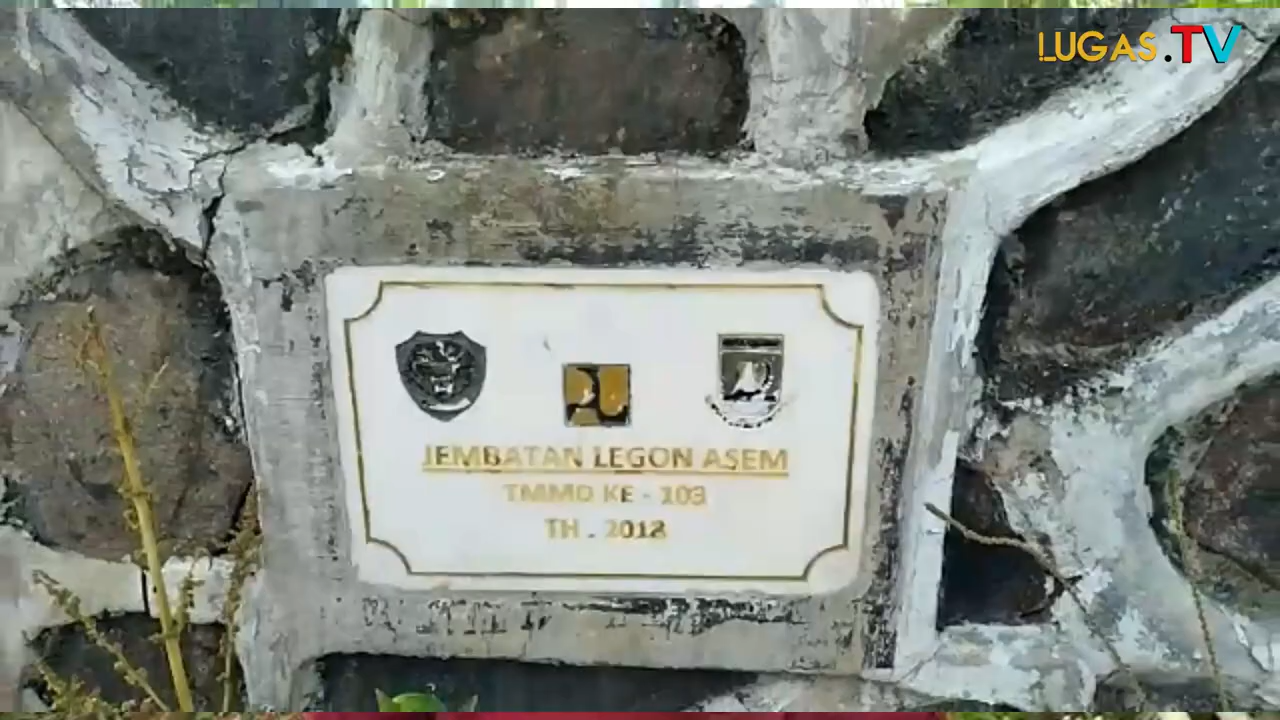 LUGAS.TV
JEMBATAN LEGON ASEM
TMMD KE - 103
TH . 2018